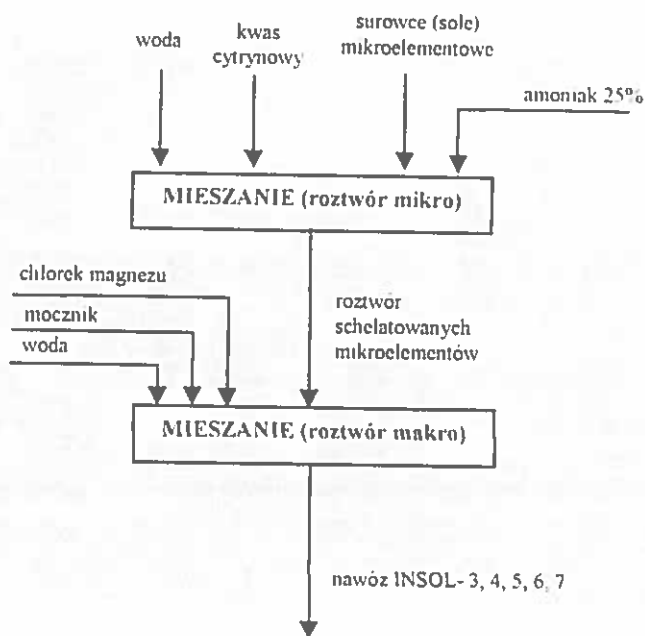 woda
kwas
cytrynowy
surowce (sole)
mikroelementowe
amoniak 25%
MIESZANIE (roztwór mikro)
chlorek magnezu
mocznik
woda
roztwór
schelatowanych
mikroelementów
MIESZANIE (roztwór makro)
nawóz INSOL- 3, 4, 5, 6, 7